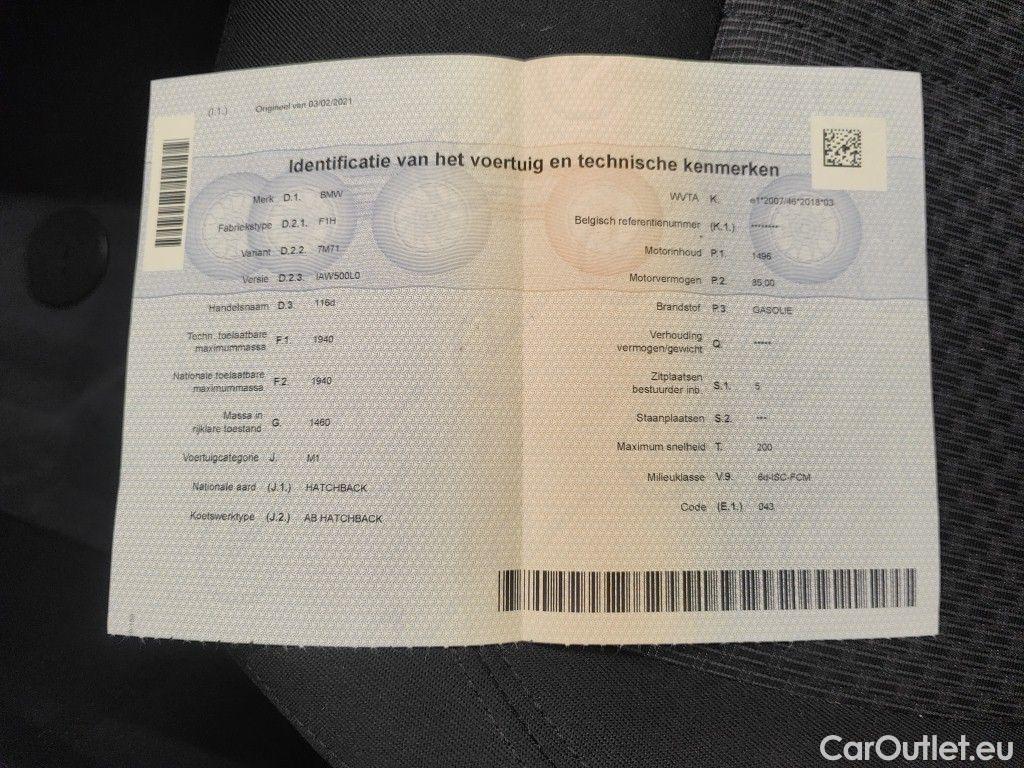 (I.1.) Origineel van 03/02/2021
Identificatie van het voertuig en technische kenmerken
Merk D.1. BMW
Fabriekstype D.2.1. F1H
Variant D.2.2. 7M71
Versie D.2.3. IAW500L0
Handelsnaam D.3. 116d
Techn. toelaatbare
maximummassa F.1. 1940
Nationale toelaatbare
maximummassa F.2. 1940
Massa in
rijklare toestand G. 1460
Voertuigcategorie J. M1
Nationale aard (J.1.) HATCHBACK
Koetswerktype (J.2.) AB HATCHBACK
WVTA K. e1*2007/46*2018*03
Belgisch referentienummer (K.1.) --------
Motorinhoud P.1. 1496
Motorvermogen P.2. 85,00
Brandstof P.3. GASOLIE
Verhouding
vermogen/gewicht Q. -----
Zitplaatsen
bestuurder inb. S.1. 5
Staanplaatsen S.2. ---
Maximum snelheid T. 200
Milieuklasse V.9. 6d-ISC-FCM
Code (E.1.) 043
CarOutlet.eu